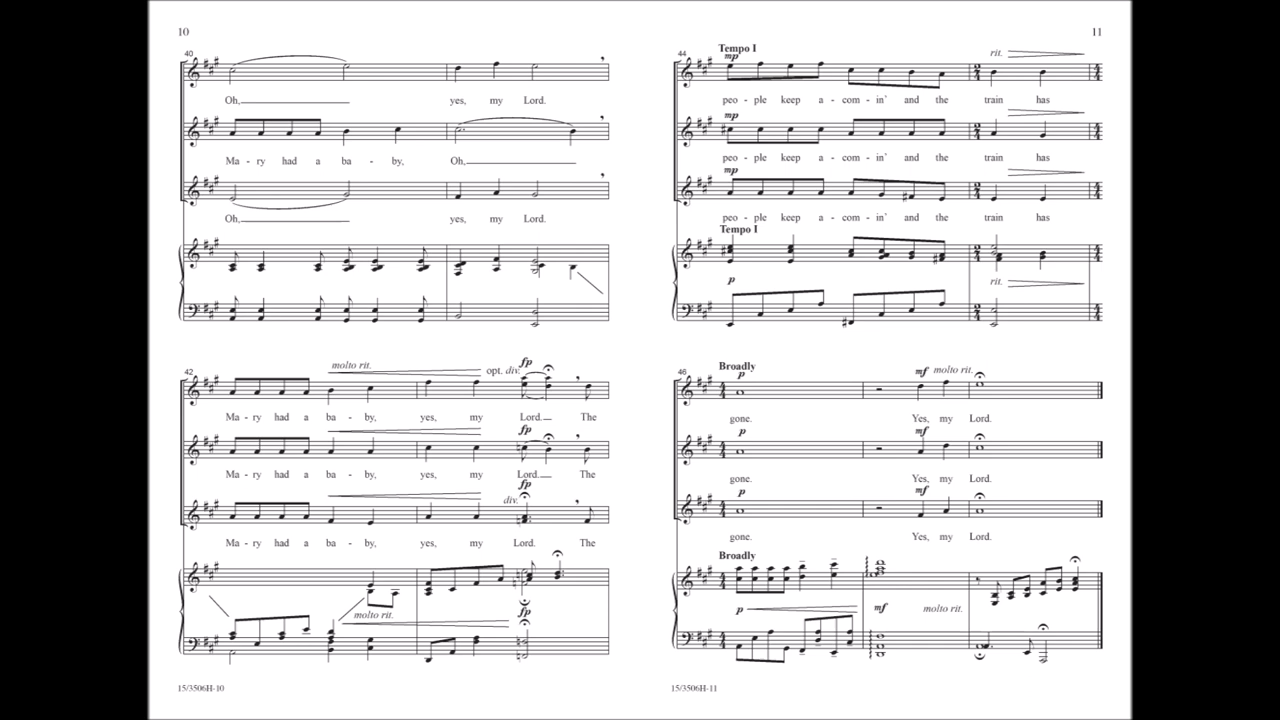 10
40
Oh, yes, my Lord.
Ma - ry had a ba - by, Oh,
Oh, yes, my Lord.
42
molto rit.
opt. div.
fp
Ma - ry had a ba - by, yes, my Lord. The
fp
Ma - ry had a ba - by, yes, my Lord. The
div.
fp
Ma - ry had a ba - by, yes, my Lord. The
molto rit.
fp
15/3506H-10
11
44
Tempo I
mp
rit.
peo - ple keep a - com - in' and the train has
mp
peo - ple keep a - com - in' and the train has
mp
peo - ple keep a - com - in' and the train has
Tempo I
p
rit.
46
Broadly
p
mf molto rit.
gone. Yes, my Lord.
p
mf
gone. Yes, my Lord.
p
mf
gone. Yes, my Lord.
Broadly
p
mf
molto rit.
15/3506H-11